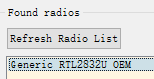 Found radios
Refresh Radio List
Generic RTL2832U OEM